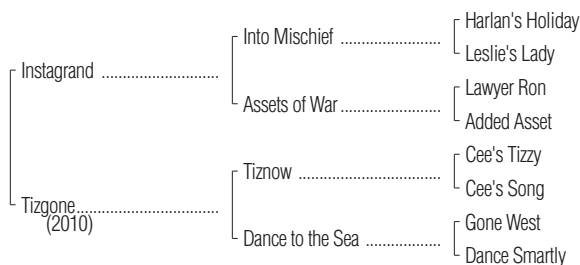 Harlan's Holiday
Into Mischief ........................
Leslie's Lady
Instagrand ............................
Lawyer Ron
Assets of War ........................
Added Asset
Cee's Tizzy
Tiznow ..................................
Cee's Song
Tizgone...................................
(2010)
Gone West
Dance to the Sea ..................
Dance Smartly